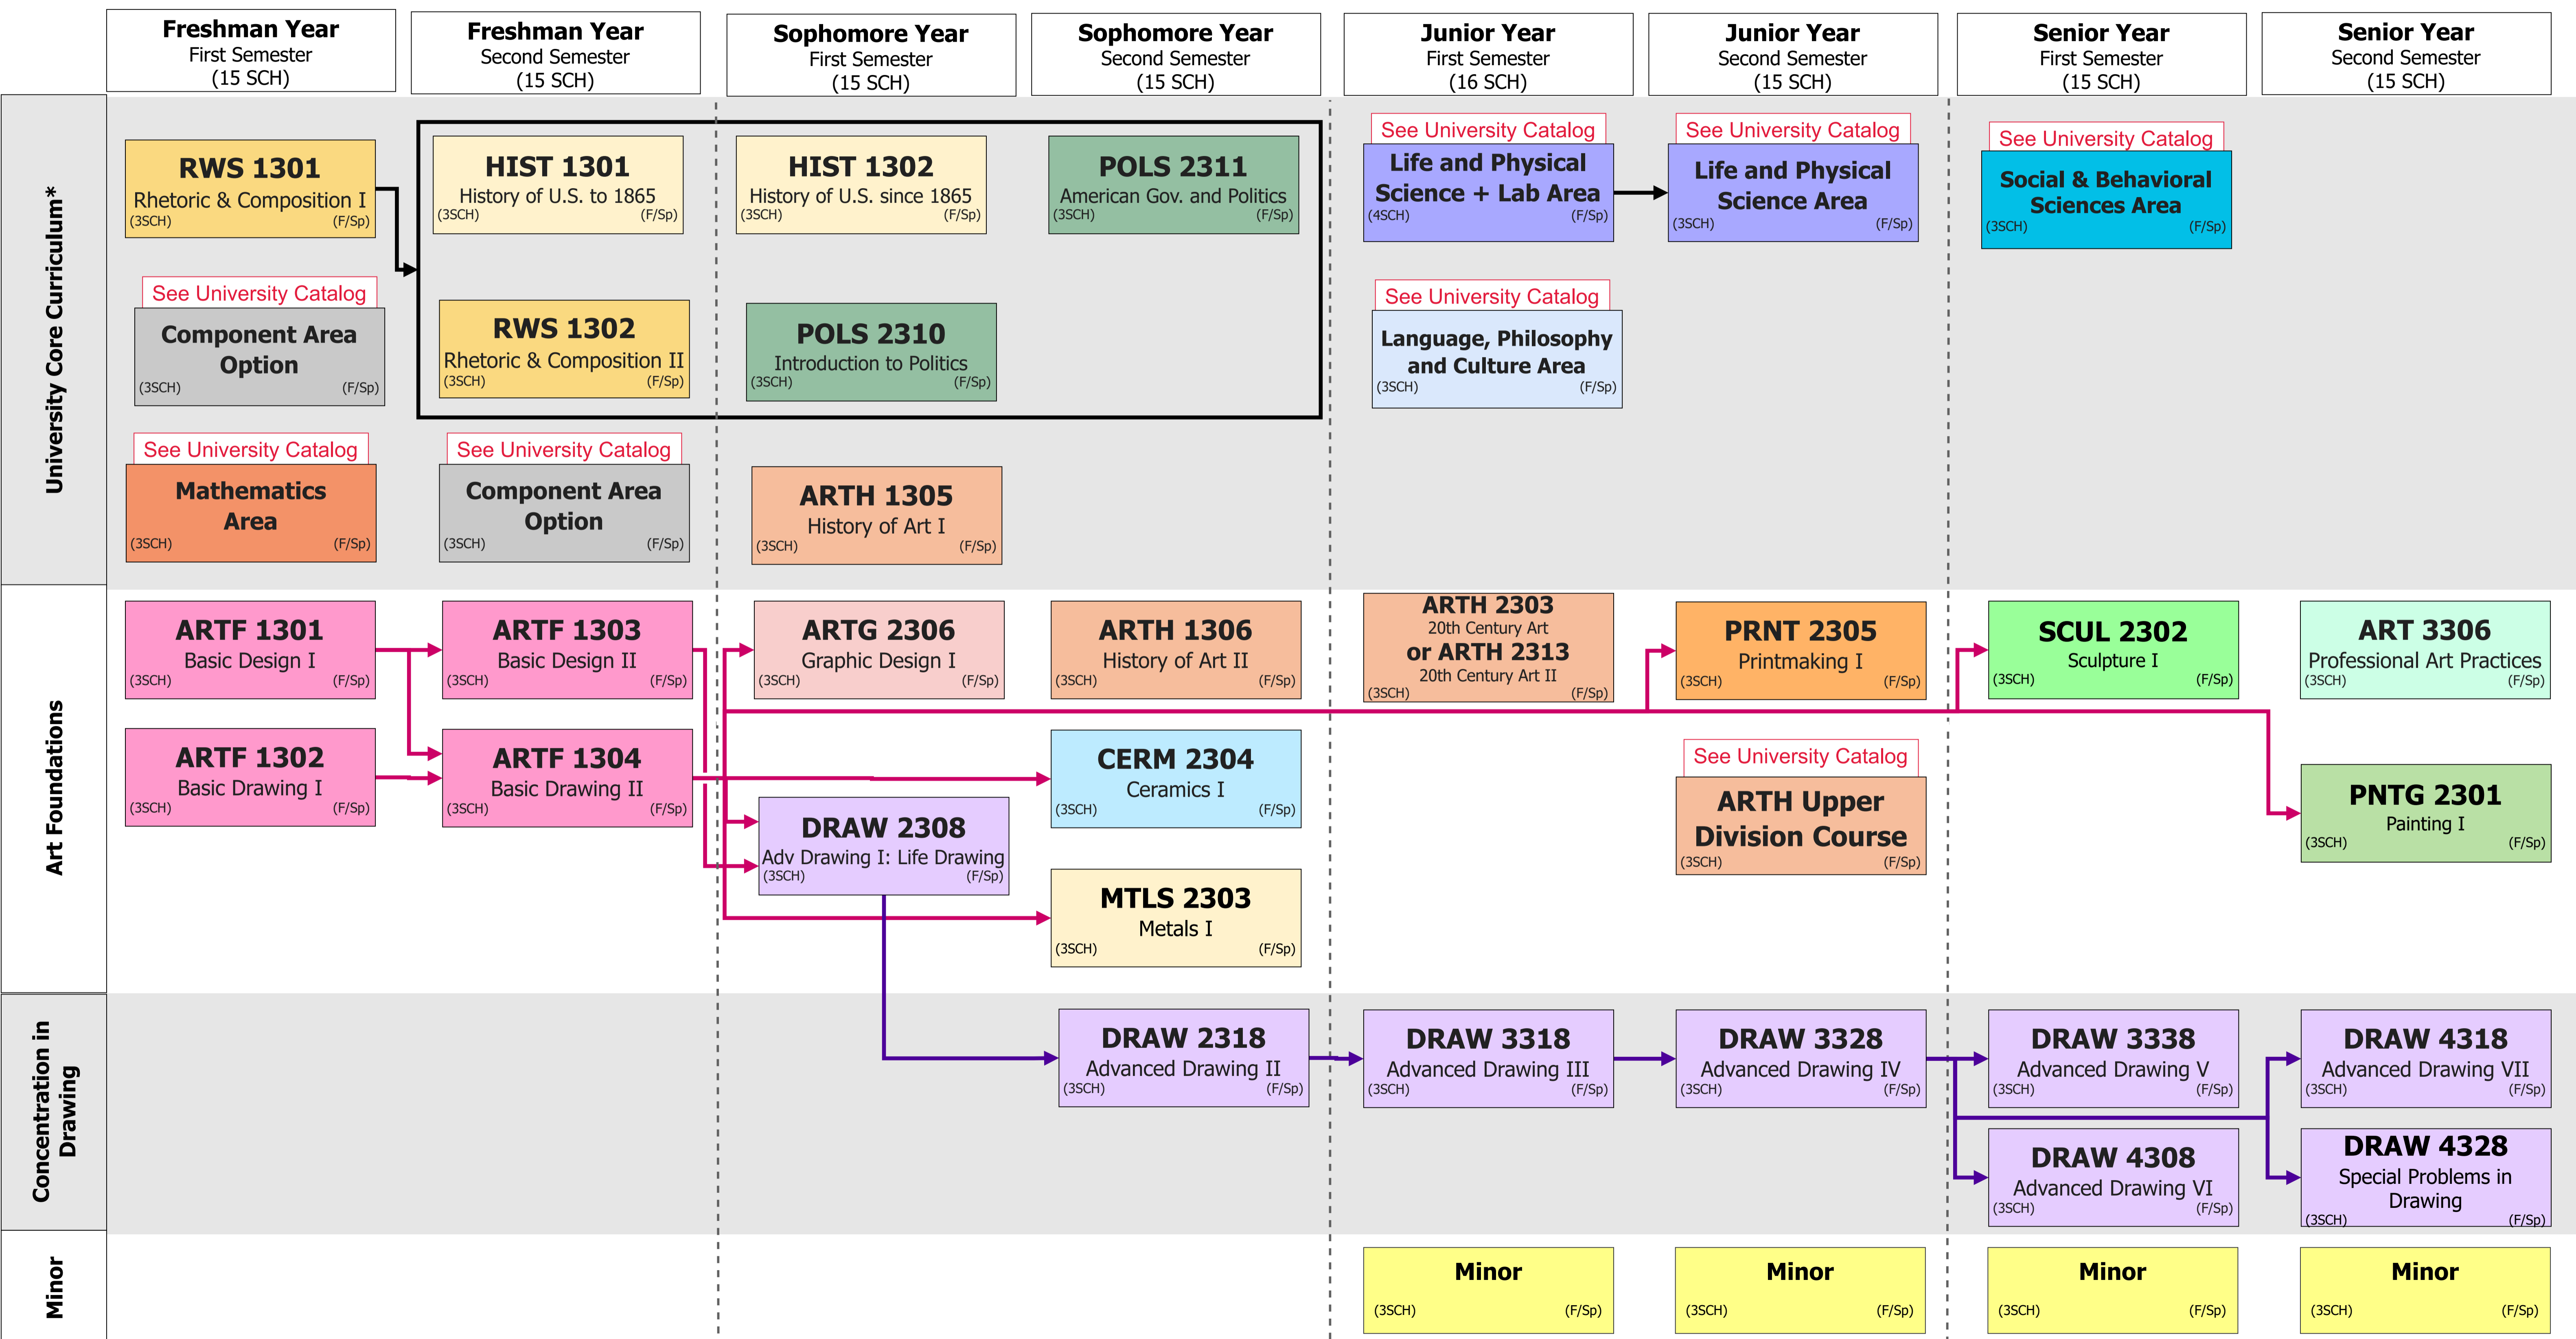 Freshman Year
First Semester
(15 SCH)
Freshman Year
Second Semester
(15 SCH)
Sophomore Year
First Semester
(15 SCH)
Sophomore Year
Second Semester
(15 SCH)
Junior Year
First Semester
(16 SCH)
Junior Year
Second Semester
(15 SCH)
Senior Year
First Semester
(15 SCH)
Senior Year
Second Semester
(15 SCH)
University Core Curriculum*
RWS 1301
Rhetoric & Composition I
(3SCH) (F/Sp)
HIST 1301
History of U.S. to 1865
(3SCH) (F/Sp)
HIST 1302
History of U.S. since 1865
(3SCH) (F/Sp)
POLS 2311
American Gov. and Politics
(3SCH) (F/Sp)
See University Catalog
Life and Physical
Science + Lab Area
(4SCH) (F/Sp)
See University Catalog
Life and Physical
Science Area
(3SCH) (F/Sp)
See University Catalog
Social & Behavioral
Sciences Area
(3SCH) (F/Sp)
See University Catalog
Component Area
Option
(3SCH) (F/Sp)
RWS 1302
Rhetoric & Composition II
(3SCH) (F/Sp)
POLS 2310
Introduction to Politics
(3SCH) (F/Sp)
See University Catalog
Language, Philosophy
and Culture Area
(3SCH) (F/Sp)
See University Catalog
Mathematics
Area
(3SCH) (F/Sp)
See University Catalog
Component Area
Option
(3SCH) (F/Sp)
ARTH 1305
History of Art I
(3SCH) (F/Sp)
Art Foundations
ARTF 1301
Basic Design I
(3SCH) (F/Sp)
ARTF 1303
Basic Design II
(3SCH) (F/Sp)
ARTG 2306
Graphic Design I
(3SCH) (F/Sp)
ARTH 1306
History of Art II
(3SCH) (F/Sp)
ARTH 2303
20th Century Art
or ARTH 2313
20th Century Art II
(3SCH) (F/Sp)
PRNT 2305
Printmaking I
(3SCH) (F/Sp)
SCUL 2302
Sculpture I
(3SCH) (F/Sp)
ART 3306
Professional Art Practices
(3SCH) (F/Sp)
ARTF 1302
Basic Drawing I
(3SCH) (F/Sp)
ARTF 1304
Basic Drawing II
(3SCH) (F/Sp)
DRAW 2308
Adv Drawing I: Life Drawing
(3SCH) (F/Sp)
CERM 2304
Ceramics I
(3SCH) (F/Sp)
See University Catalog
ARTH Upper
Division Course
(3SCH) (F/Sp)
PNTG 2301
Painting I
(3SCH) (F/Sp)
MTLS 2303
Metals I
(3SCH) (F/Sp)
Concentration in
Drawing
DRAW 2318
Advanced Drawing II
(3SCH) (F/Sp)
DRAW 3318
Advanced Drawing III
(3SCH) (F/Sp)
DRAW 3328
Advanced Drawing IV
(3SCH) (F/Sp)
DRAW 3338
Advanced Drawing V
(3SCH) (F/Sp)
DRAW 4318
Advanced Drawing VII
(3SCH) (F/Sp)
DRAW 4308
Advanced Drawing VI
(3SCH) (F/Sp)
DRAW 4328
Special Problems in
Drawing
(3SCH) (F/Sp)
Minor
Minor
(3SCH) (F/Sp)
Minor
(3SCH) (F/Sp)
Minor
(3SCH) (F/Sp)
Minor
(3SCH) (F/Sp)